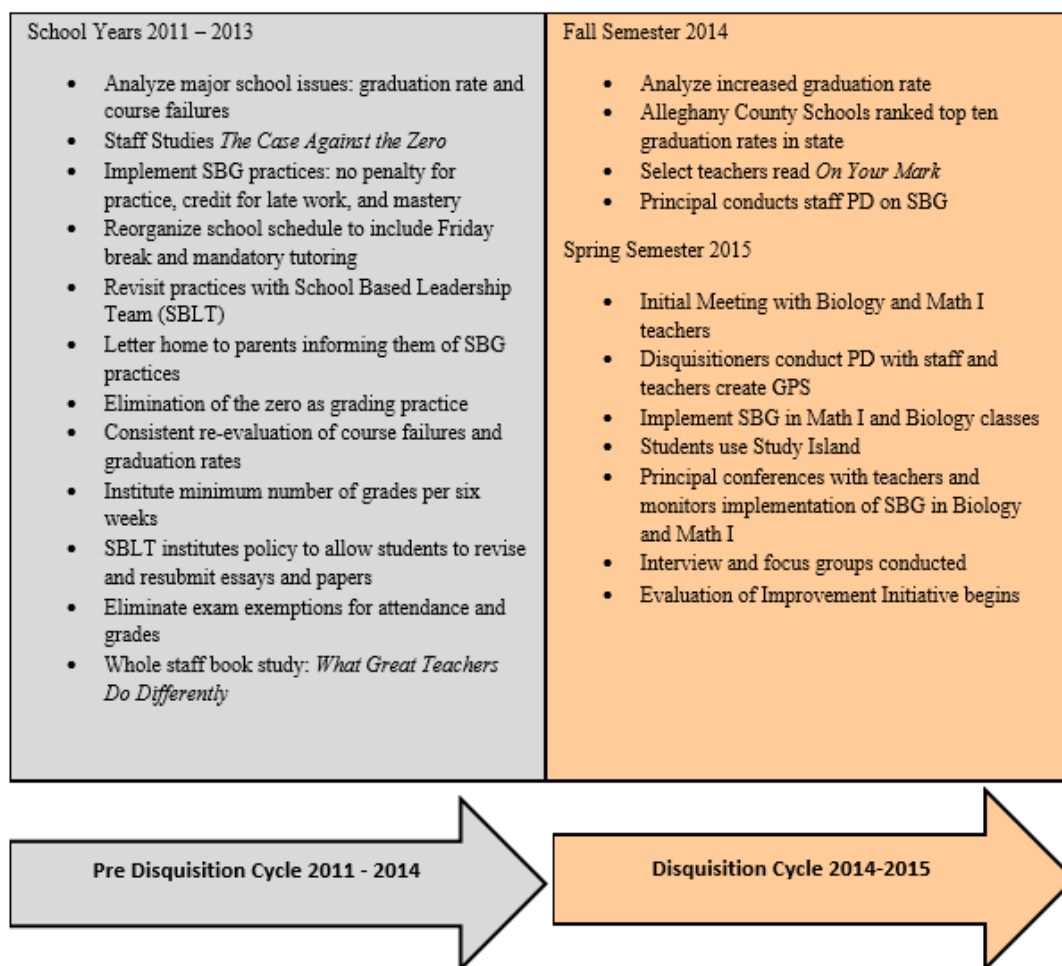 School Years 2011 – 2013
• Analyze major school issues: graduation rate and
course failures
• Staff Studies The Case Against the Zero
• Implement SBG practices: no penalty for
practice, credit for late work, and mastery
• Reorganize school schedule to include Friday
break and mandatory tutoring
• Revisit practices with School Based Leadership
Team (SBLT)
• Letter home to parents informing them of SBG
practices
• Elimination of the zero as grading practice
• Consistent re-evaluation of course failures and
graduation rates
• Institute minimum number of grades per six
weeks
• SBLT institutes policy to allow students to revise
and resubmit essays and papers
• Eliminate exam exemptions for attendance and
grades
• Whole staff book study: What Great Teachers
Do Differently
Fall Semester 2014
• Analyze increased graduation rate
• Alleghany County Schools ranked top ten
graduation rates in state
• Select teachers read On Your Mark
• Principal conducts staff PD on SBG
Spring Semester 2015
• Initial Meeting with Biology and Math I
teachers
• Disquisitioners conduct PD with staff and
teachers create GPS
• Implement SBG in Math I and Biology classes
• Students use Study Island
• Principal conferences with teachers and
monitors implementation of SBG in Biology
and Math I
• Interview and focus groups conducted
• Evaluation of Improvement Initiative begins
Pre Disquisition Cycle 2011 - 2014
Disquisition Cycle 2014-2015